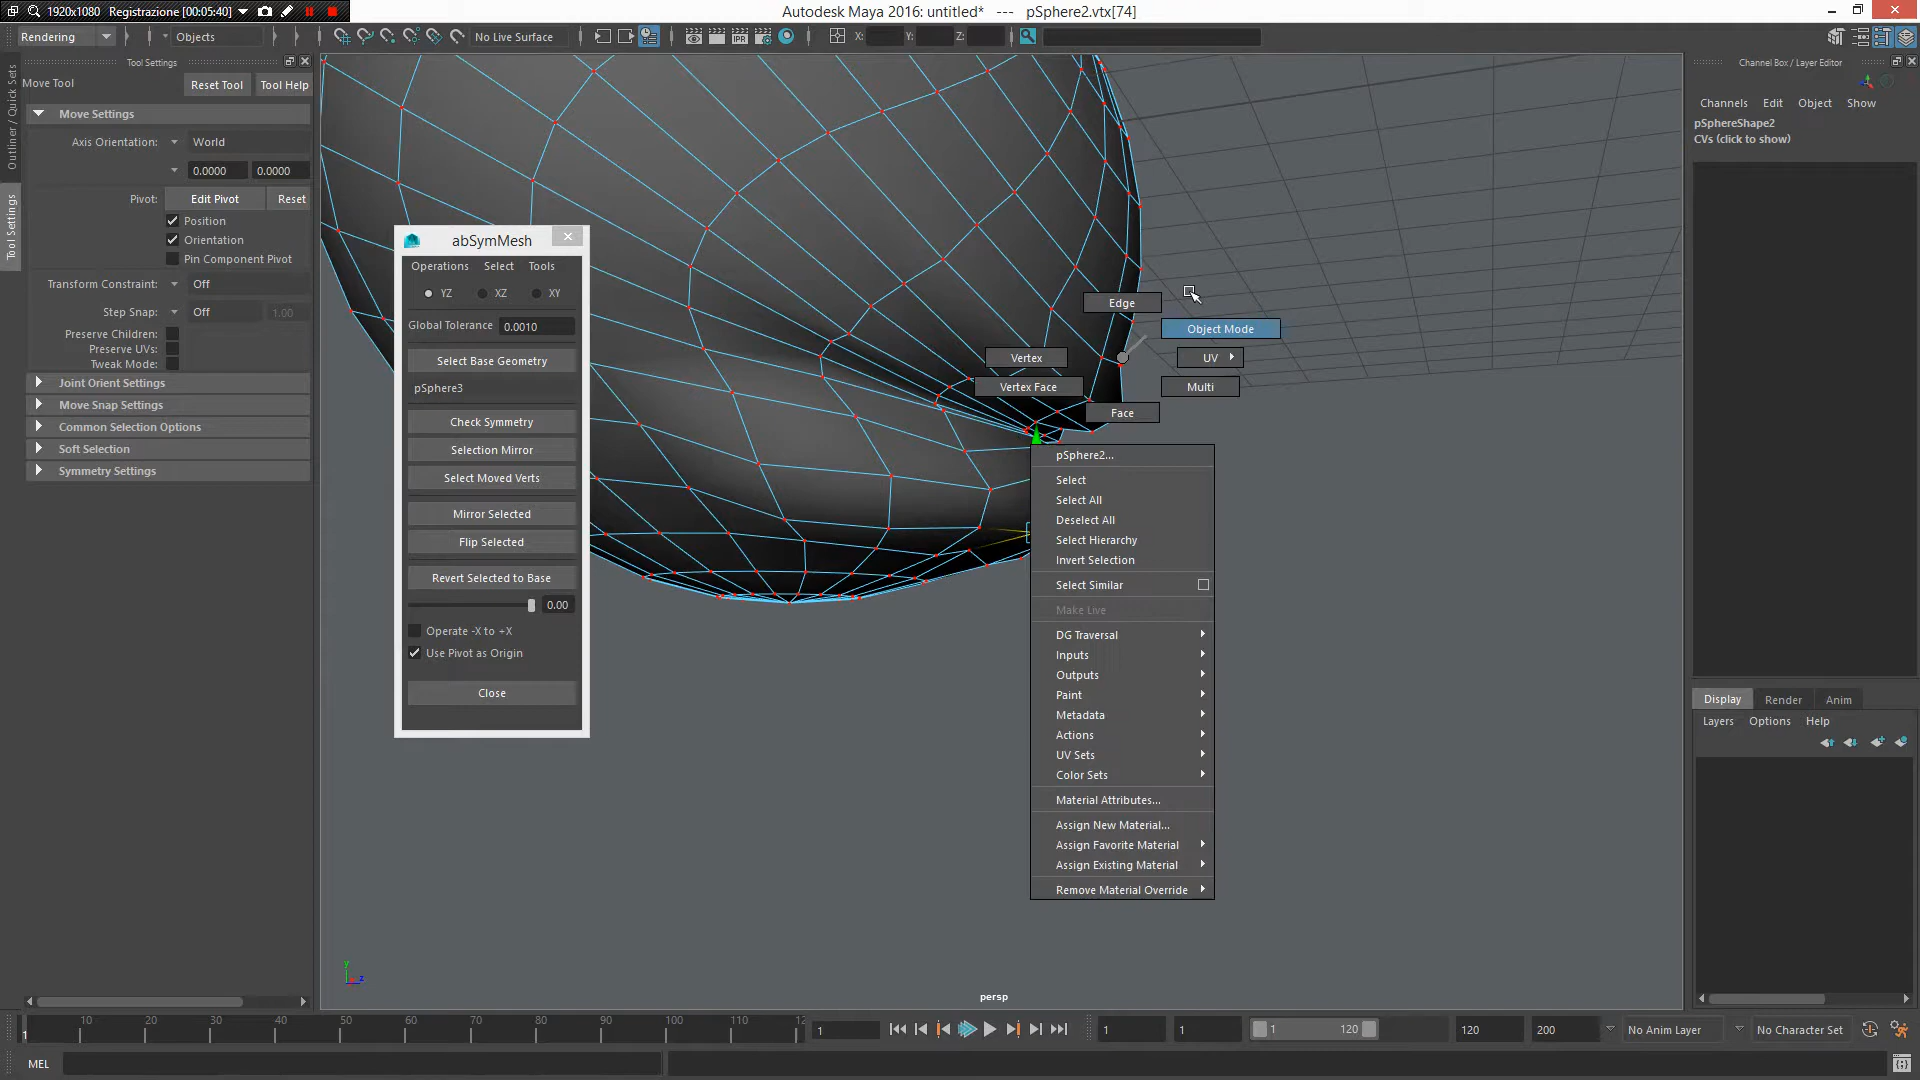 1920x1080 Registrazione [00:05:40]
Autodesk Maya 2016: untitled* --- pSphere2.vtx[74]
Rendering
Objects
No Live Surface
X:
Y:
Z:
Tool Settings
Channel Box / Layer Editor
Outliner / Quick Sets
Tool Settings
Move Tool
Reset Tool
Tool Help
Move Settings
Axis Orientation: World
0.0000 0.0000
Pivot: Edit Pivot Reset
Position
Orientation
Pin Component Pivot
Transform Constraint: Off
Step Snap: Off 1.00
Preserve Children:
Preserve UVs:
Tweak Mode:
Joint Orient Settings
Move Snap Settings
Common Selection Options
Soft Selection
Symmetry Settings
abSymMesh
Operations Select Tools
YZ XZ XY
Global Tolerance 0.0010
Select Base Geometry
pSphere3
Check Symmetry
Selection Mirror
Select Moved Verts
Mirror Selected
Flip Selected
Revert Selected to Base
0.00
Operate -X to +X
Use Pivot as Origin
Close
Edge
Object Mode
Vertex
UV
Vertex Face
Multi
Face
pSphere2...
Select
Select All
Deselect All
Select Hierarchy
Invert Selection
Select Similar
Make Live
DG Traversal
Inputs
Outputs
Paint
Metadata
Actions
UV Sets
Color Sets
Material Attributes...
Assign New Material...
Assign Favorite Material
Assign Existing Material
Remove Material Override
y
z
persp
Channels Edit Object Show
pSphereShape2
CVs (click to show)
Display Render Anim
Layers Options Help
1 10 20 30 40 50 60 70 80 90 100 110 12
1
1 1 1 120 120 200
No Anim Layer
No Character Set
MEL